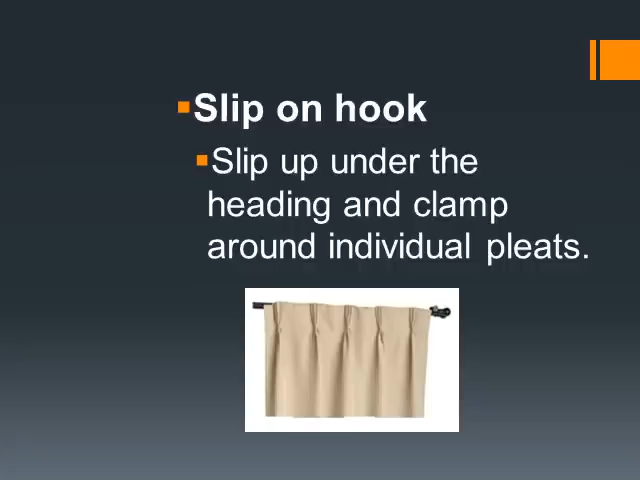 Slip on hook
Slip up under the
heading and clamp
around individual pleats.